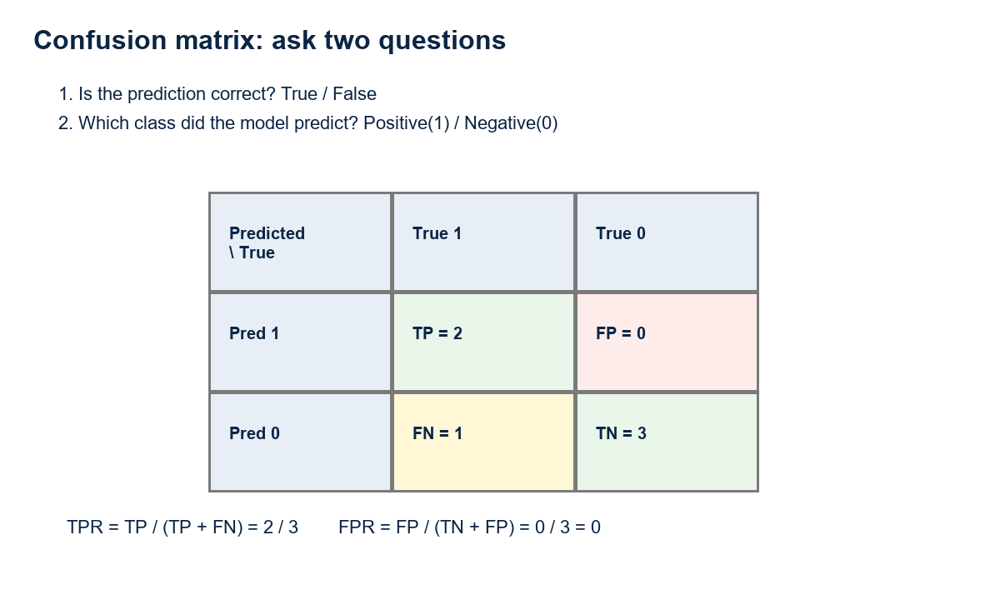 Confusion matrix: ask two questions
1. Is the prediction correct? True / False
2. Which class did the model predict? Positive(1) / Negative(0)
Predicted
\ True
True 1
True 0
Pred 1
TP = 2
FP = 0
Pred 0
FN = 1
TN = 3
TPR = TP / (TP + FN) = 2 / 3
FPR = FP / (TN + FP) = 0 / 3 = 0